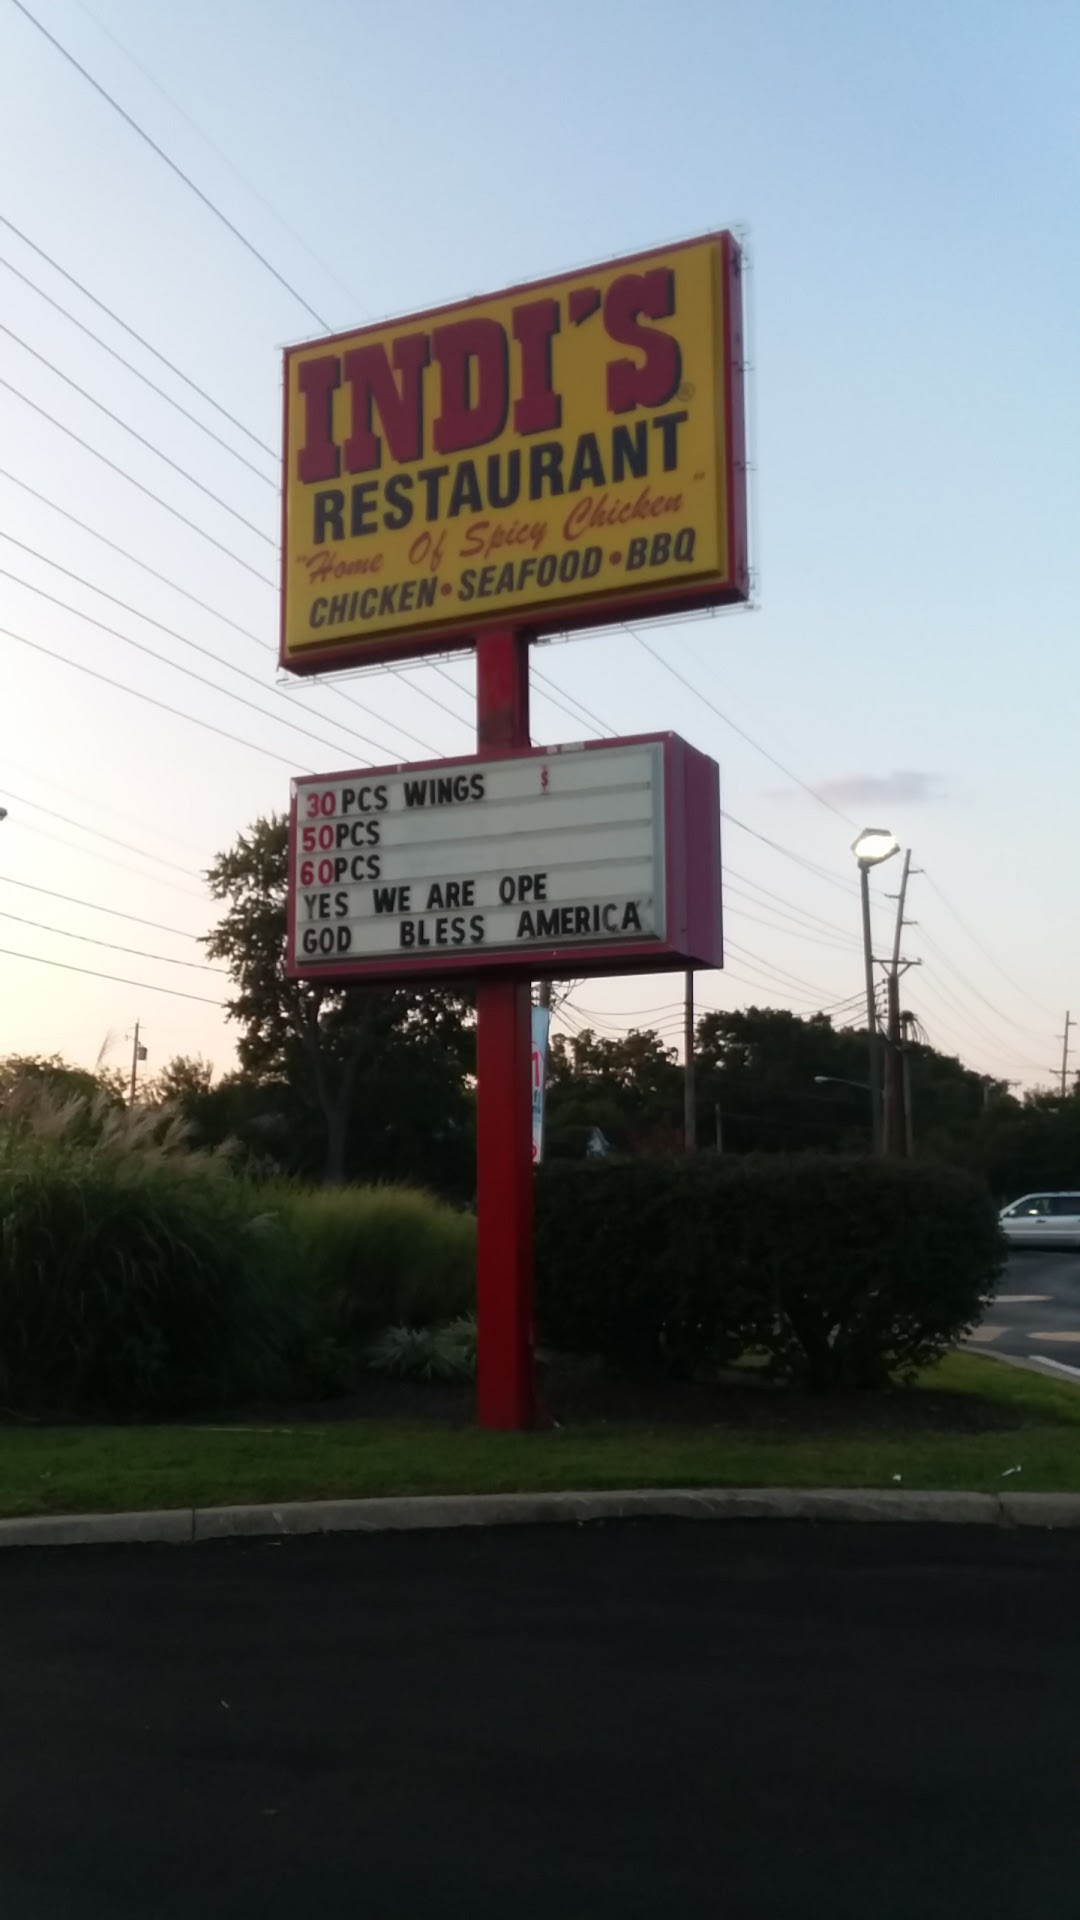 INDI'S
RESTAURANT
"Home Of Spicy Chicken"
CHICKEN • SEAFOOD • BBQ
30 PCS WINGS $
50PCS
60PCS
YES WE ARE OPE
GOD BLESS AMERICA